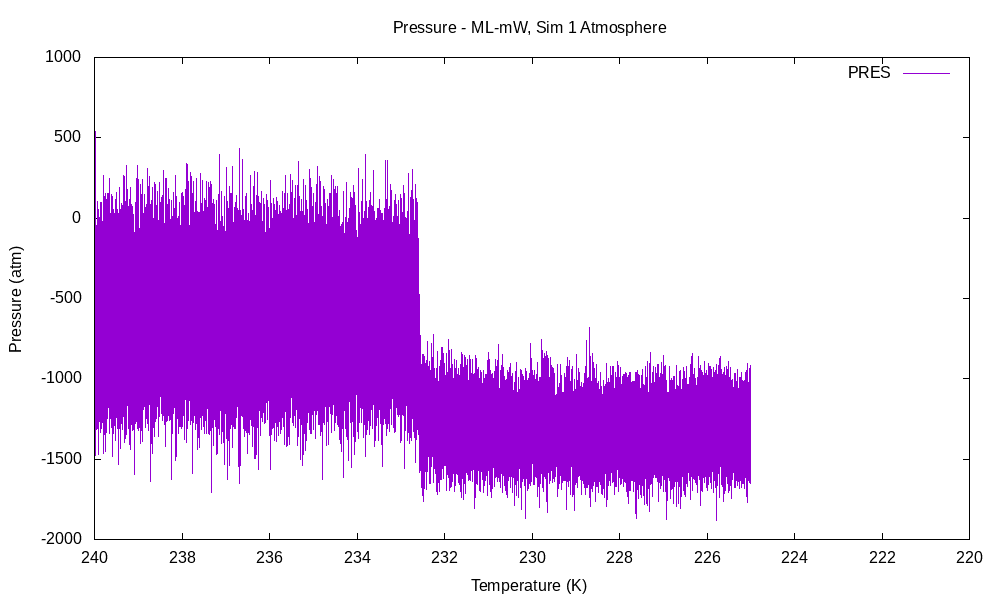 Pressure - ML-mW, Sim 1 Atmosphere
PRES
1000
500
0
-500
-1000
-1500
-2000
Pressure (atm)
240 238 236 234 232 230 228 226 224 222 220
Temperature (K)